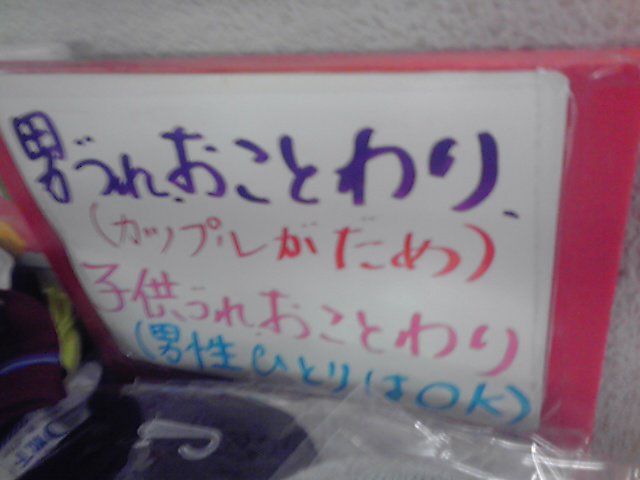 男づれ、おことわり、
(カップルがだめ)
子供づれ、おことわり
(男性ひとりはOK)